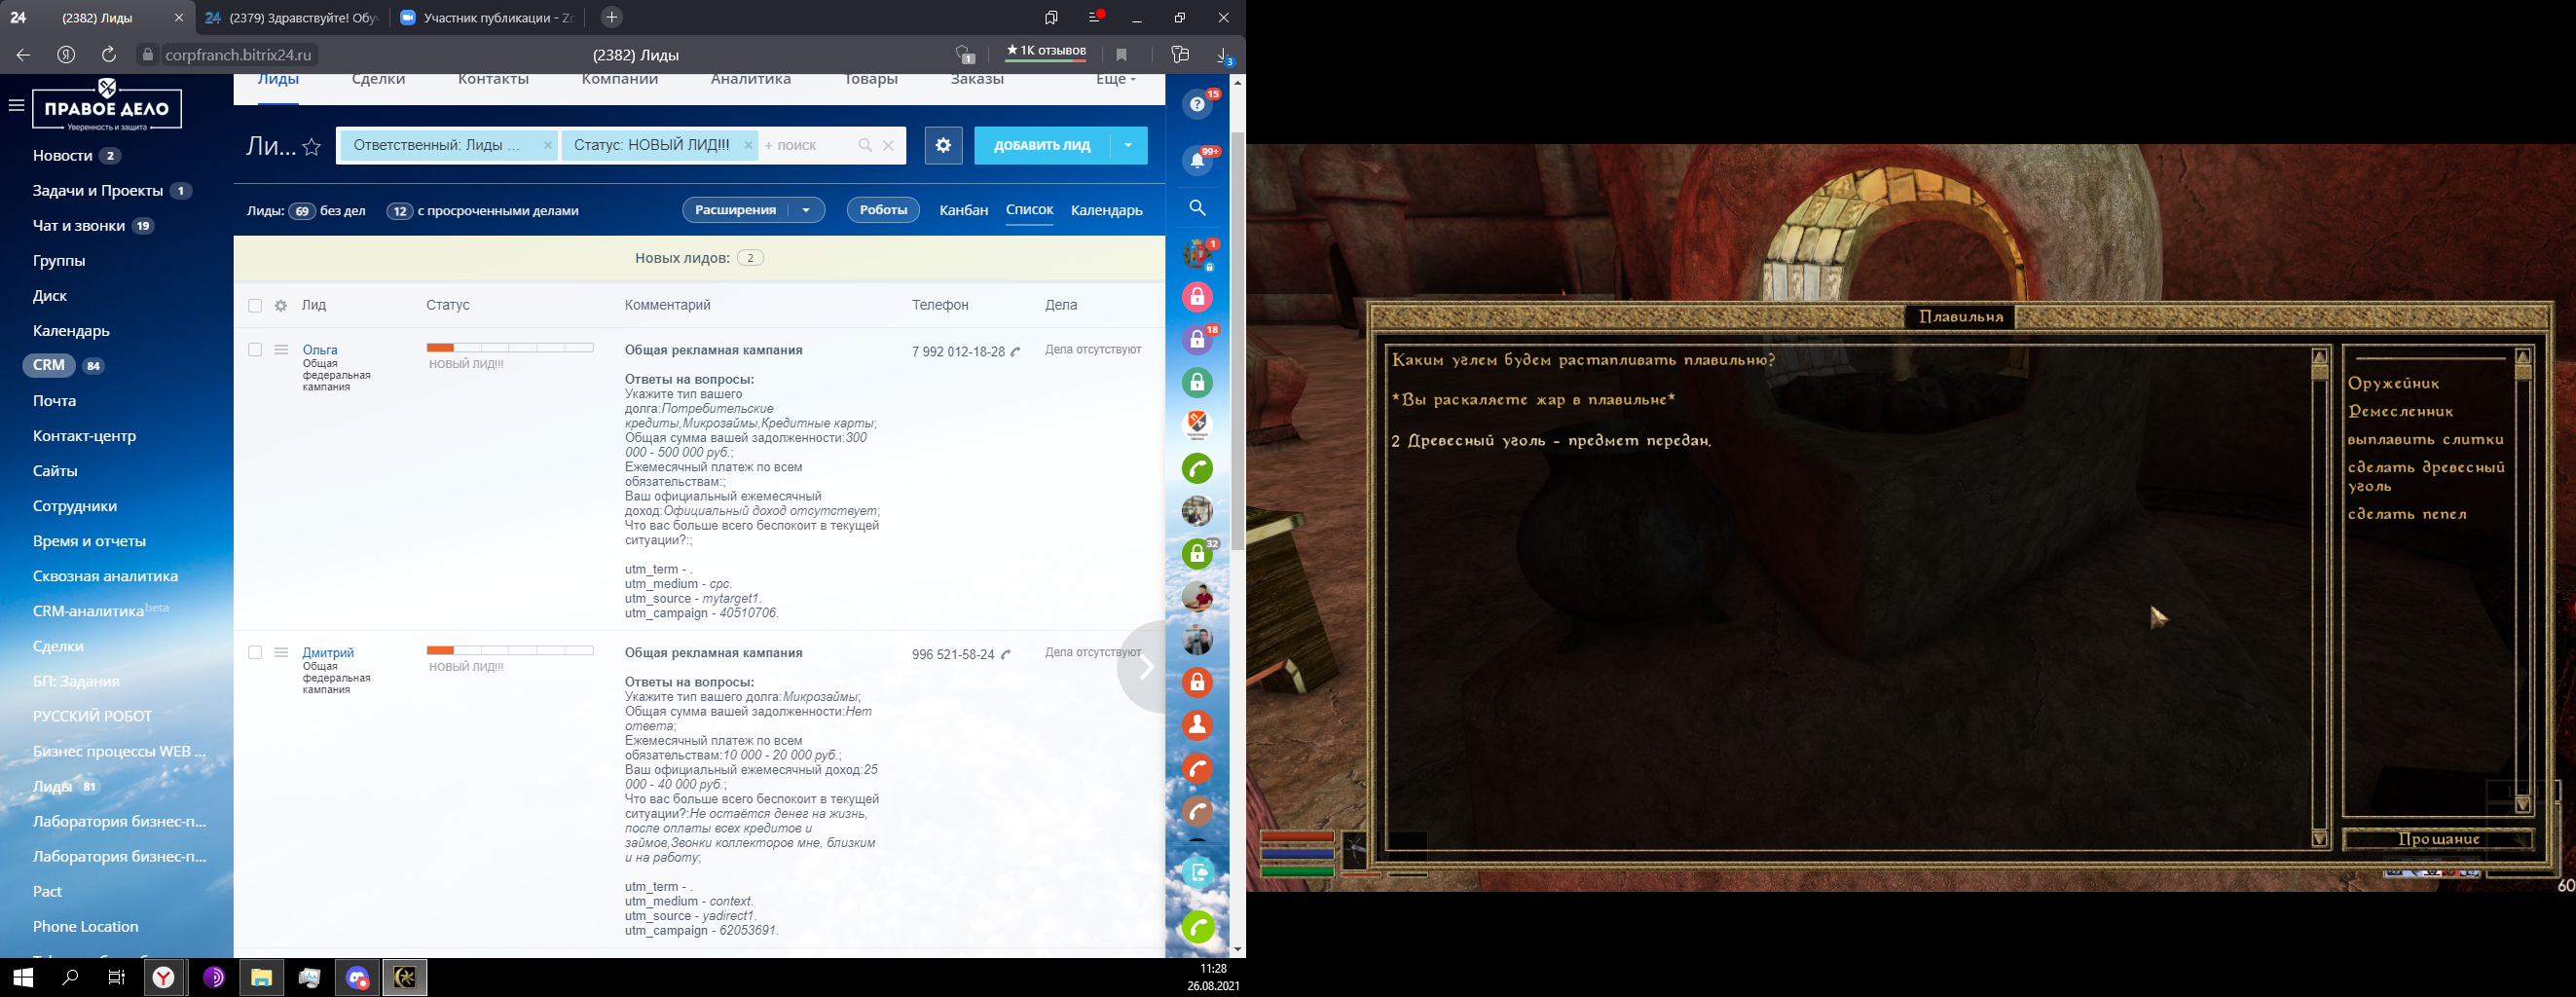 24 (2382) Лиды
24 (2379) Здравствуйте! Обу
Участник публикации - Zo
Я
corpfranch.bitrix24.ru
(2382) Лиды
1
★ 1K отзывов
3
ПРАВОЕ ДЕЛО
Уверенность и защита
Новости 2
Задачи и Проекты 1
Чат и звонки 19
Группы
Диск
Календарь
CRM 84
Почта
Контакт-центр
Сайты
Сотрудники
Время и отчеты
Сквозная аналитика
CRM-аналитика beta
Сделки
БП: Задания
РУССКИЙ РОБОТ
Бизнес процессы WEB ...
Лиды 81
Лаборатория бизнес-п...
Лаборатория бизнес-п...
Pact
Phone Location
Лиды Сделки Контакты Компании Аналитика Товары Заказы Еще
Ли...
Ответственный: Лиды ... × Статус: НОВЫЙ ЛИД!!! × + поиск
ДОБАВИТЬ ЛИД
Лиды: 69 без дел 12 с просроченными делами
Расширения Роботы Канбан Список Календарь
Новых лидов: 2
Лид Статус Комментарий Телефон Дела
Ольга
Общая
федеральная
кампания
НОВЫЙ ЛИД!!!
Общая рекламная кампания
Ответы на вопросы:
Укажите тип вашего
долга:Потребительские
кредиты,Микрозаймы,Кредитные карты;
Общая сумма вашей задолженности:300
000 - 500 000 руб.;
Ежемесячный платеж по всем
обязательствам:;
Ваш официальный ежемесячный
доход:Официальный доход отсутствует;
Что вас больше всего беспокоит в текущей
ситуации?:;
utm_term - .
utm_medium - cpc.
utm_source - mytarget1.
utm_campaign - 40510706.
7 992 012-18-28
Дела отсутствуют
Дмитрий
Общая
федеральная
кампания
НОВЫЙ ЛИД!!!
Общая рекламная кампания
Ответы на вопросы:
Укажите тип вашего долга:Микрозаймы;
Общая сумма вашей задолженности:Нет
ответа;
Ежемесячный платеж по всем
обязательствам:10 000 - 20 000 руб.;
Ваш официальный ежемесячный доход:25
000 - 40 000 руб.;
Что вас больше всего беспокоит в текущей
ситуации?:Не остаётся денег на жизнь,
после оплаты всех кредитов и
займов,Звонки коллекторов мне, близким
и на работу;
utm_term - .
utm_medium - context.
utm_source - yadirect1.
utm_campaign - 62053691.
996 521-58-24
Дела отсутствуют
15
99+
1
18
32
11:28
26.08.2021
Плавильня
Каким углем будем растапливать плавильню?
*Вы раскаляете жар в плавильне*
2 Древесный уголь - предмет передан.
Оружейник
Ремесленник
выплавить слитки
сделать древесный
уголь
сделать пепел
Прощание
60